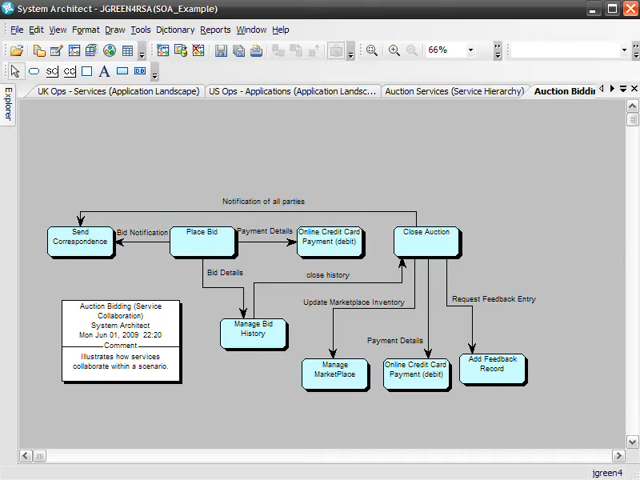 System Architect - JGREEN4RSA(SOA_Example)
File Edit View Format Draw Tools Dictionary Reports Window Help
66%
SC CC A
UK Ops - Services (Application Landscape) US Ops - Applications (Application Landsc... Auction Services (Service Hierarchy) Auction Biddin
Explorer
Notification of all parties
Send
Correspondence
Bid Notification
Place Bid
Payment Details
Online Credit Card
Payment (debit)
Close Auction
Bid Details
close history
Update Marketplace Inventory
Request Feedback Entry
Auction Bidding (Service
Collaboration)
System Architect
Mon Jun 01, 2009 22:20
Comment
Illustrates how services
collaborate within a scenario.
Manage Bid
History
Payment Details
Manage
MarketPlace
Online Credit Card
Payment (debit)
Add Feedback
Record
jgreen4